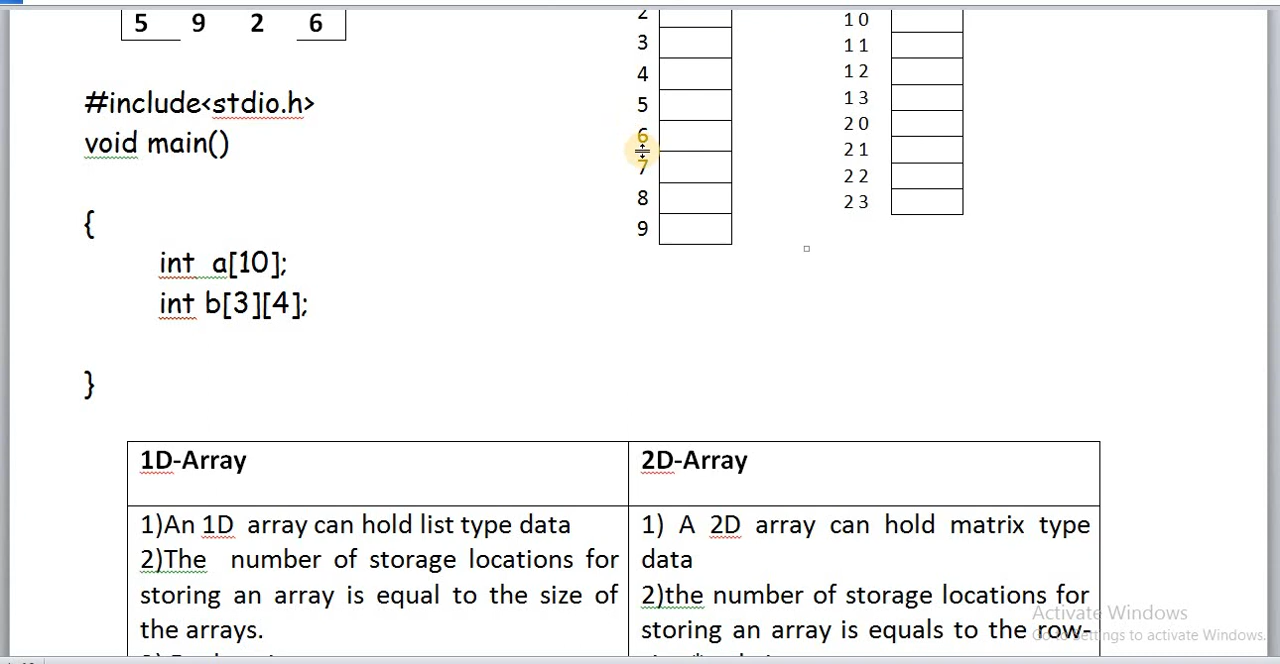 5 9 2 6
2
3
4
5
6
7
8
9
10
11
12
13
20
21
22
23
#include<stdio.h>
void main()
{
int a[10];
int b[3][4];
}
1D-Array
1)An 1D array can hold list type data
2)The number of storage locations for
storing an array is equal to the size of
the arrays.
2D-Array
1) A 2D array can hold matrix type
data
2)the number of storage locations for
storing an array is equals to the row-
Activate Windows
Go to Settings to activate Windows.